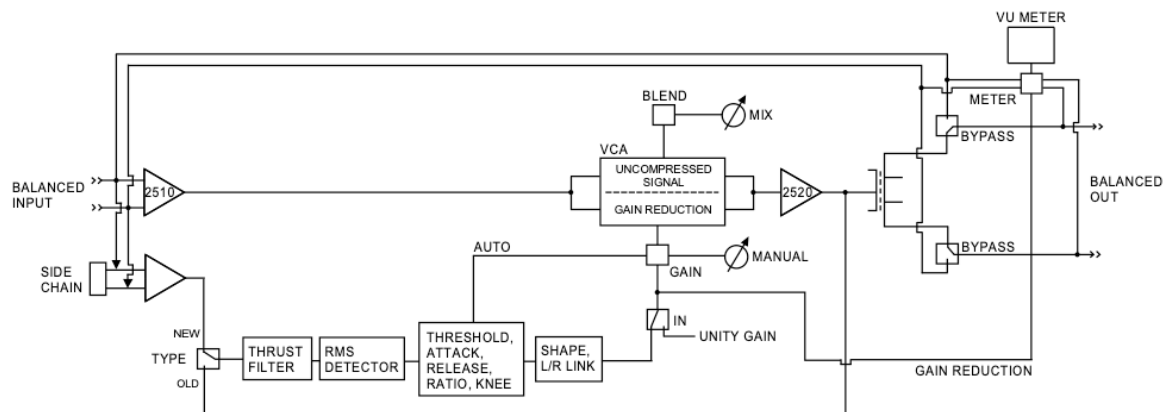 VU METER
BLEND
MIX
METER
BYPASS
VCA
UNCOMPRESSED
SIGNAL
GAIN REDUCTION
BALANCED
INPUT
2510
2520
BALANCED
OUT
BYPASS
AUTO
GAIN
MANUAL
SIDE
CHAIN
NEW
TYPE
OLD
THRUST
FILTER
RMS
DETECTOR
THRESHOLD,
ATTACK,
RELEASE,
RATIO, KNEE
SHAPE,
L/R LINK
IN
UNITY GAIN
GAIN REDUCTION